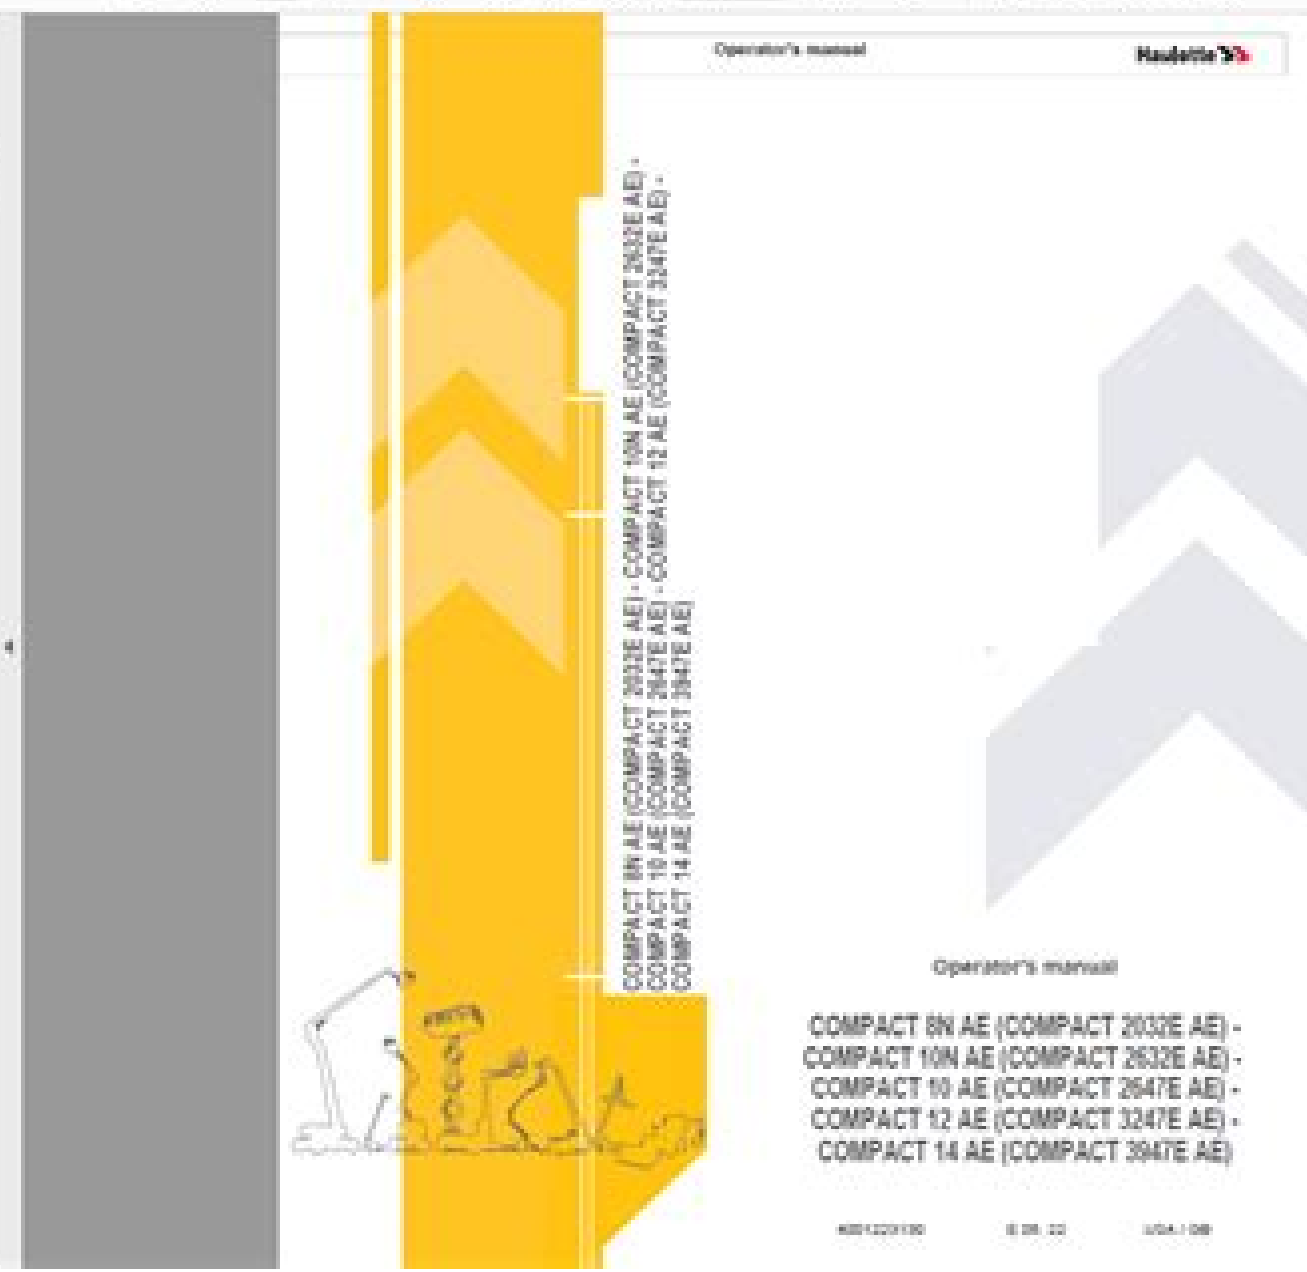 Operator's manual
Haulotte
COMPACT 8N AE (COMPACT 2032E AE) - COMPACT 10N AE (COMPACT 2632E AE) -
COMPACT 10 AE (COMPACT 2647E AE) - COMPACT 12 AE (COMPACT 3247E AE) -
COMPACT 14 AE (COMPACT 3947E AE)
Operator's manual
COMPACT 8N AE (COMPACT 2032E AE) -
COMPACT 10N AE (COMPACT 2632E AE) -
COMPACT 10 AE (COMPACT 2647E AE) -
COMPACT 12 AE (COMPACT 3247E AE) -
COMPACT 14 AE (COMPACT 3947E AE)
USA / GB